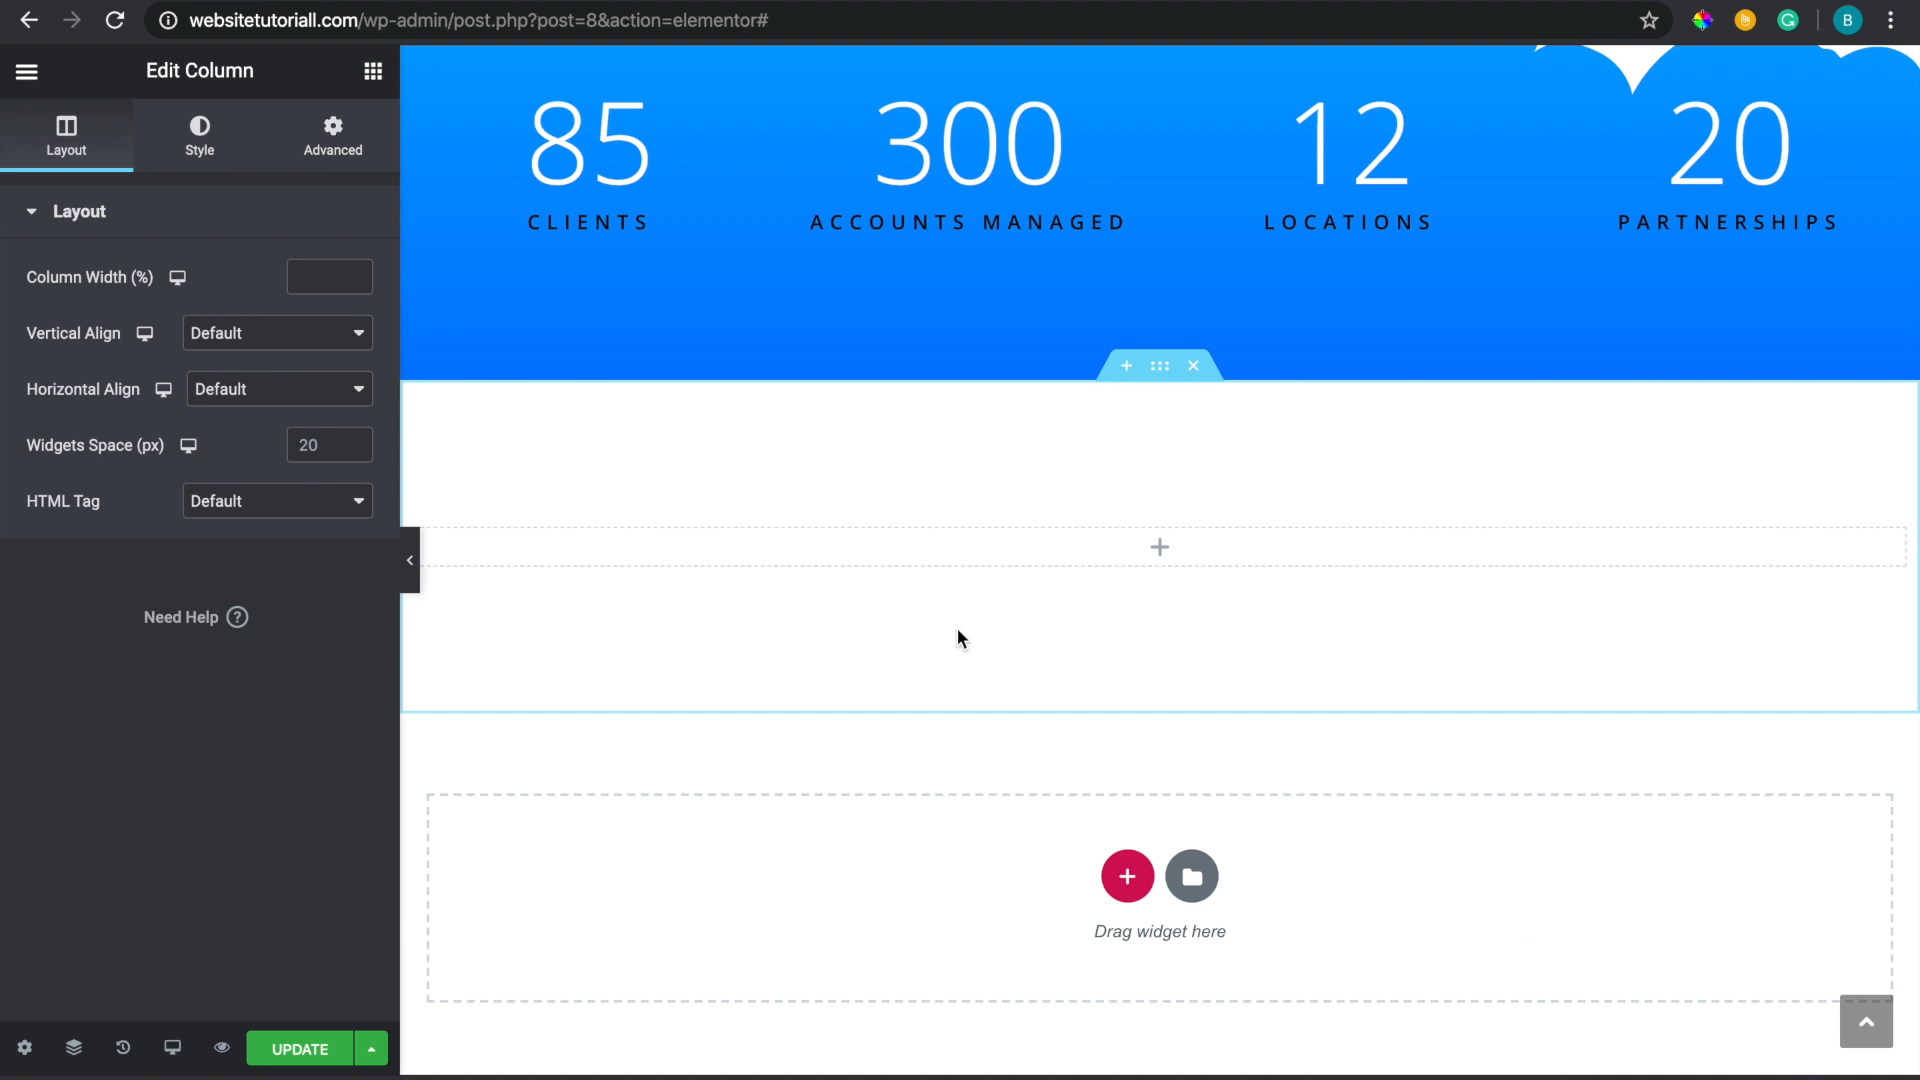 websitetutoriall.com/wp-admin/post.php?post=8&action=elementor#
B
Edit Column
Layout
Style
Advanced
Layout
Column Width (%)
Vertical Align
Default
Horizontal Align
Default
Widgets Space (px)
20
HTML Tag
Default
Need Help ?
UPDATE
85
300
12
20
CLIENTS
ACCOUNTS MANAGED
LOCATIONS
PARTNERSHIPS
Drag widget here